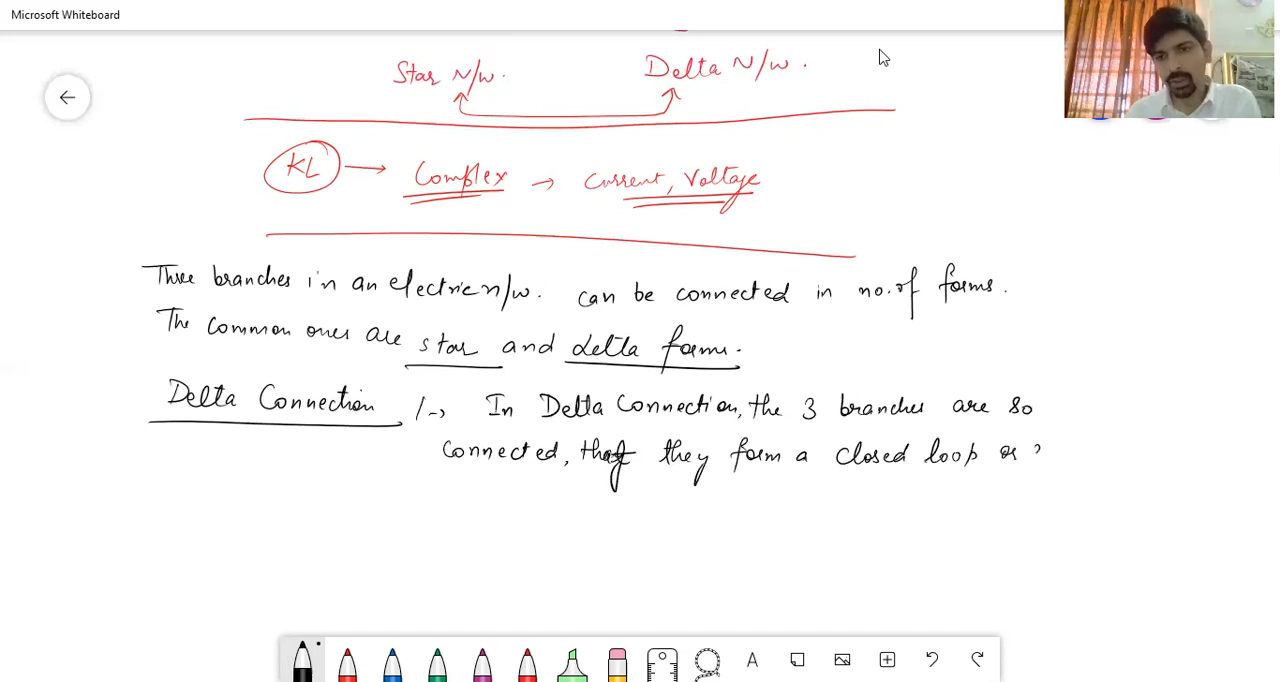 Microsoft Whiteboard
Star N/w. Delta N/w.
KL → Complex → Current, Voltage
Three branches in an electric n/w. can be connected in no. of forms.
The common ones are star and delta forms.
Delta Connection :→ In Delta Connection, the 3 branches are so
Connected, that they form a closed loop or